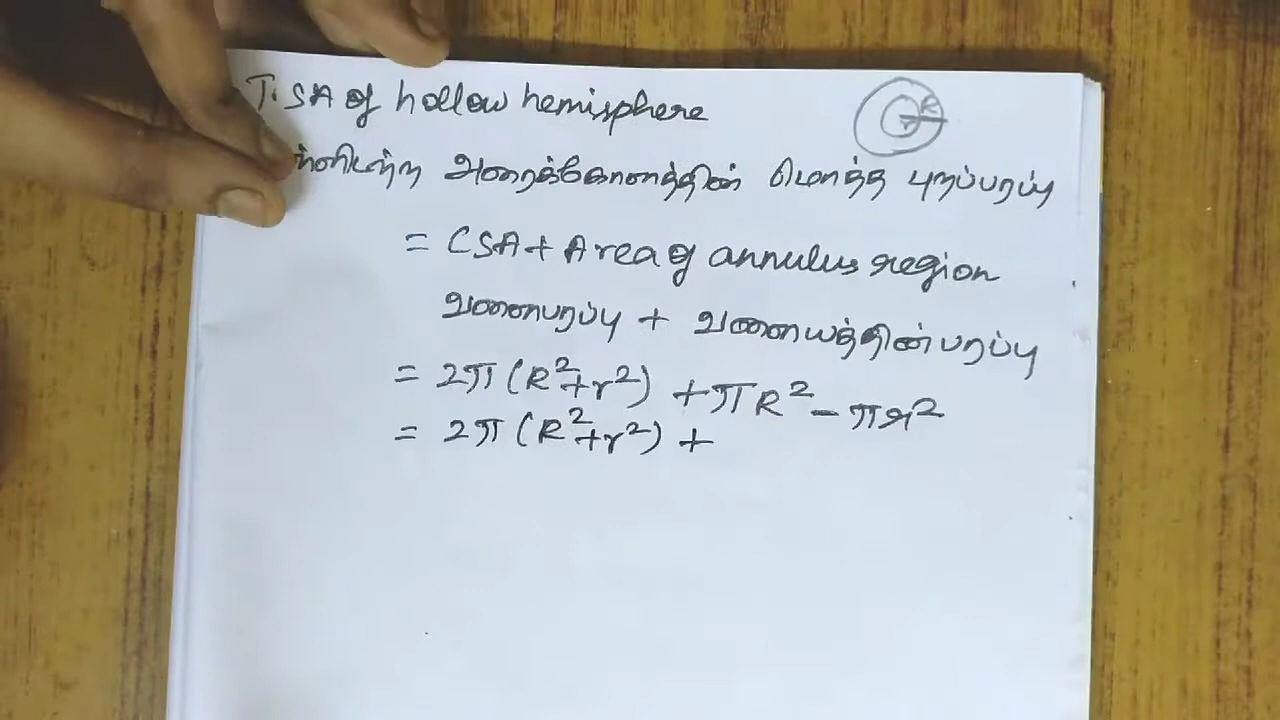 T.SA of hollow hemisphere
R
r
அரைக்கோளத்தின் மொத்த புறப்பரப்பு
= CSA + Area of annulus region
வளைபரப்பு + வளையத்தின் பரப்பு
= 2π (R²+r²) + πR² - πr²
= 2π (R²+r²) +